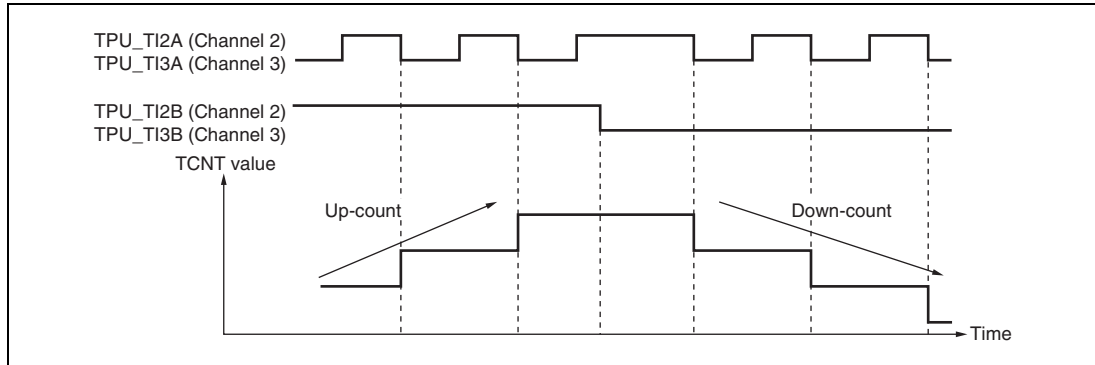 TPU_TI2A (Channel 2)
TPU_TI3A (Channel 3)
TPU_TI2B (Channel 2)
TPU_TI3B (Channel 3)
TCNT value
Up-count
Down-count
Time